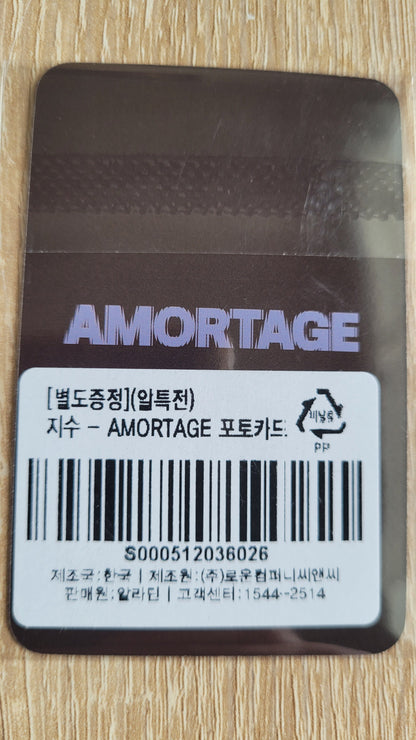 AMORTAGE
[별도증정](알특전)
지수 - AMORTAGE 포토카드
비닐류
PP
S000512036026
제조국:한국 | 제조원:(주)로운컴퍼니씨앤씨
판매원:알라딘 | 고객센터:1544-2514